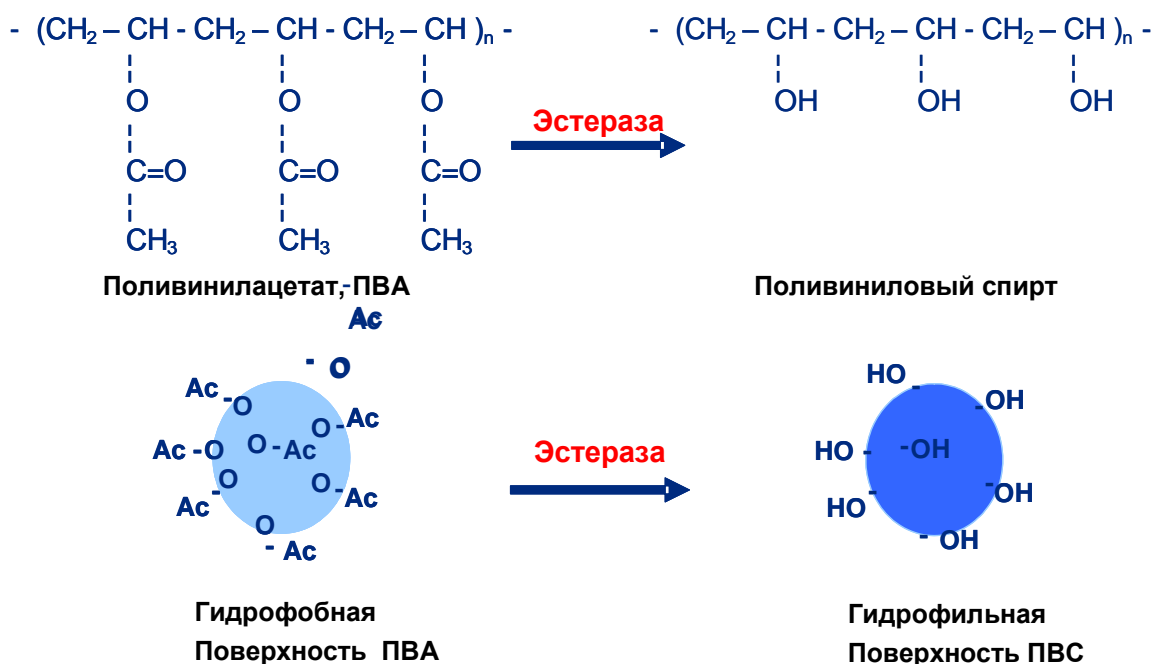 - (CH₂ – CH - CH₂ – CH - CH₂ – CH )ₙ -
O O O
C=O C=O C=O
CH₃ CH₃ CH₃
Поливинилацетат, ПВА
Эстераза
- (CH₂ – CH - CH₂ – CH - CH₂ – CH )ₙ -
OH OH OH
Поливиниловый спирт
-Ac
- O
Ac -O
O -Ac
Ac -O
O -Ac
Ac -O
O -Ac
O - Ac
Гидрофобная
Поверхность ПВА
Эстераза
HO -
-OH
HO -
-OH
HO -
-OH
- OH
Гидрофильная
Поверхность ПВС